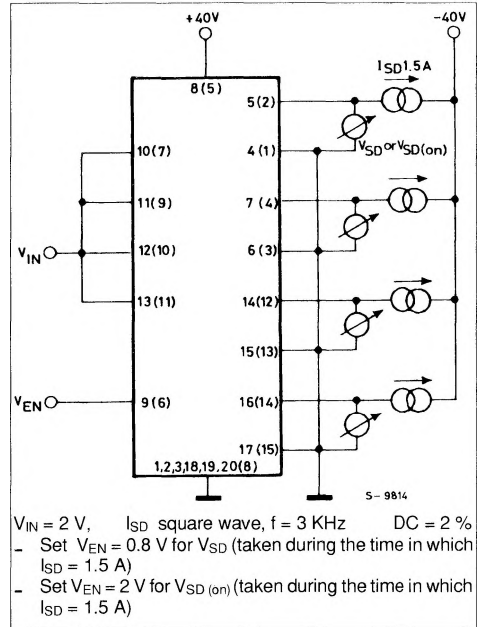 +40V -40V
8(5) ISD 1.5A
5(2)
VSD or VSD(on)
10(7) 4(1)
11(9) 7(4)
VIN 12(10) 6(3)
13(11) 14(12)
15(13)
VEN 9(6) 16(14)
17(15)
1,2,3,18,19,20(8)
S-9814
VIN = 2 V, ISD square wave, f = 3 KHz DC = 2 %
- Set VEN = 0.8 V for VSD (taken during the time in which
ISD = 1.5 A)
- Set VEN = 2 V for VSD (on) (taken during the time in which
ISD = 1.5 A)